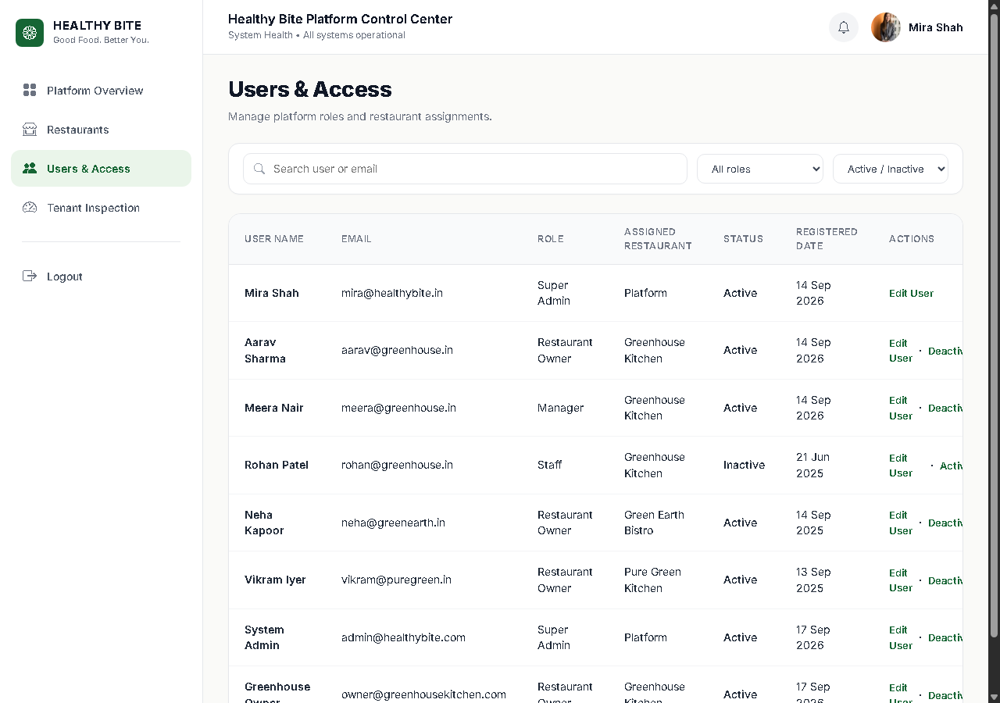 HEALTHY BITE
Good Food. Better You.
Platform Overview
Restaurants
Users & Access
Tenant Inspection
Logout
Healthy Bite Platform Control Center
System Health • All systems operational
Mira Shah
Users & Access
Manage platform roles and restaurant assignments.
Search user or email
All roles
Active / Inactive
USER NAME EMAIL ROLE ASSIGNED RESTAURANT STATUS REGISTERED DATE ACTIONS
Mira Shah mira@healthybite.in Super Admin Platform Active 14 Sep 2026 Edit User
Aarav Sharma aarav@greenhouse.in Restaurant Owner Greenhouse Kitchen Active 14 Sep 2026 Edit User · Deactiv
Meera Nair meera@greenhouse.in Manager Greenhouse Kitchen Active 14 Sep 2026 Edit User · Deactiv
Rohan Patel rohan@greenhouse.in Staff Greenhouse Kitchen Inactive 21 Jun 2025 Edit User · Activ
Neha Kapoor neha@greenearth.in Restaurant Owner Green Earth Bistro Active 14 Sep 2025 Edit User · Deactiv
Vikram Iyer vikram@puregreen.in Restaurant Owner Pure Green Kitchen Active 13 Sep 2025 Edit User · Deactiv
System Admin admin@healthybite.com Super Admin Platform Active 17 Sep 2026 Edit User · Deactiv
Greenhouse Owner owner@greenhousekitchen.com Restaurant Owner Greenhouse Kitchen Active 17 Sep 2026 Edit User · Deactiv